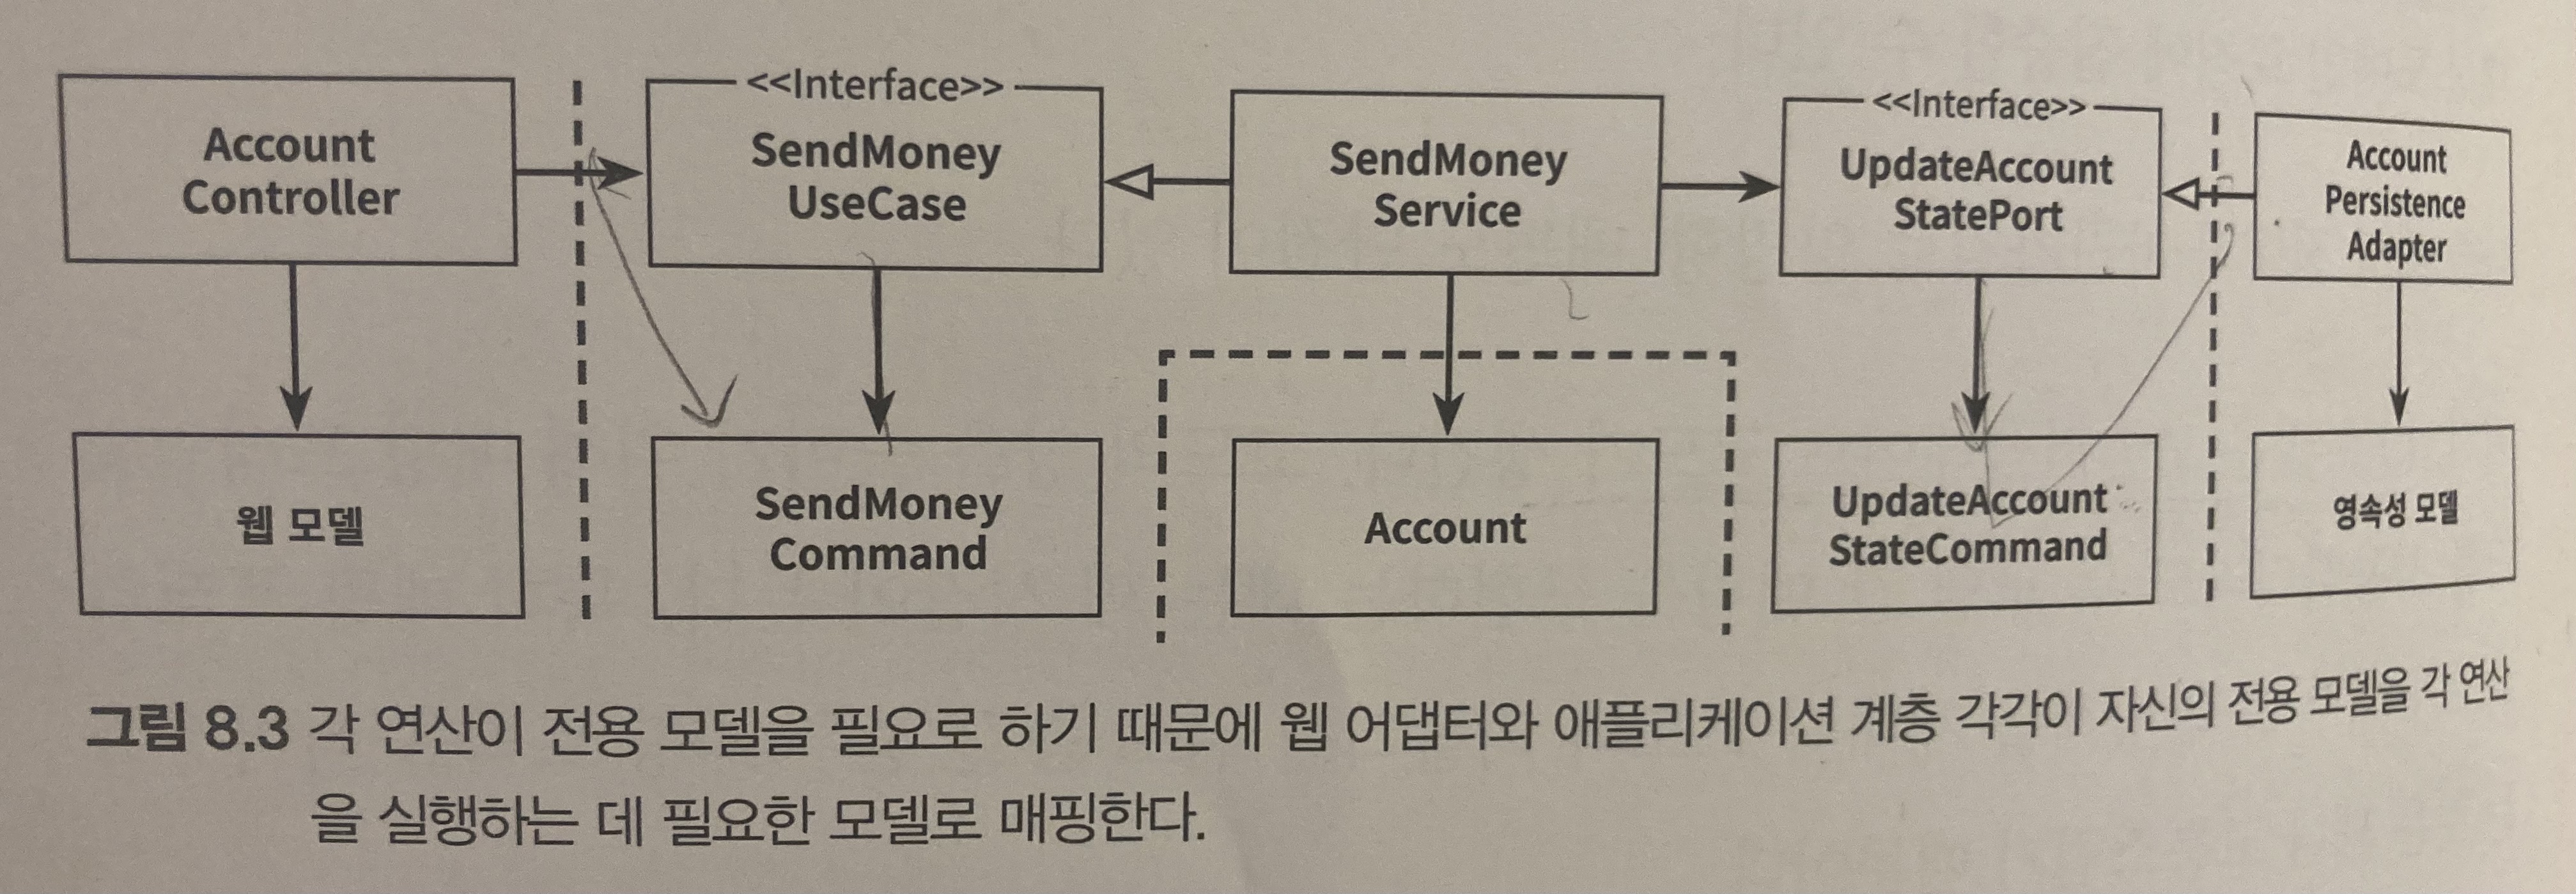 Account
Controller
<<Interface>>
SendMoney
UseCase
SendMoney
Service
<<Interface>>
UpdateAccount
StatePort
Account
Persistence
Adapter
웹 모델
SendMoney
Command
Account
UpdateAccount
StateCommand
영속성 모델
그림 8.3 각 연산이 전용 모델을 필요로 하기 때문에 웹 어댑터와 애플리케이션 계층 각각이 자신의 전용 모델을 각 연산
을 실행하는 데 필요한 모델로 매핑한다.